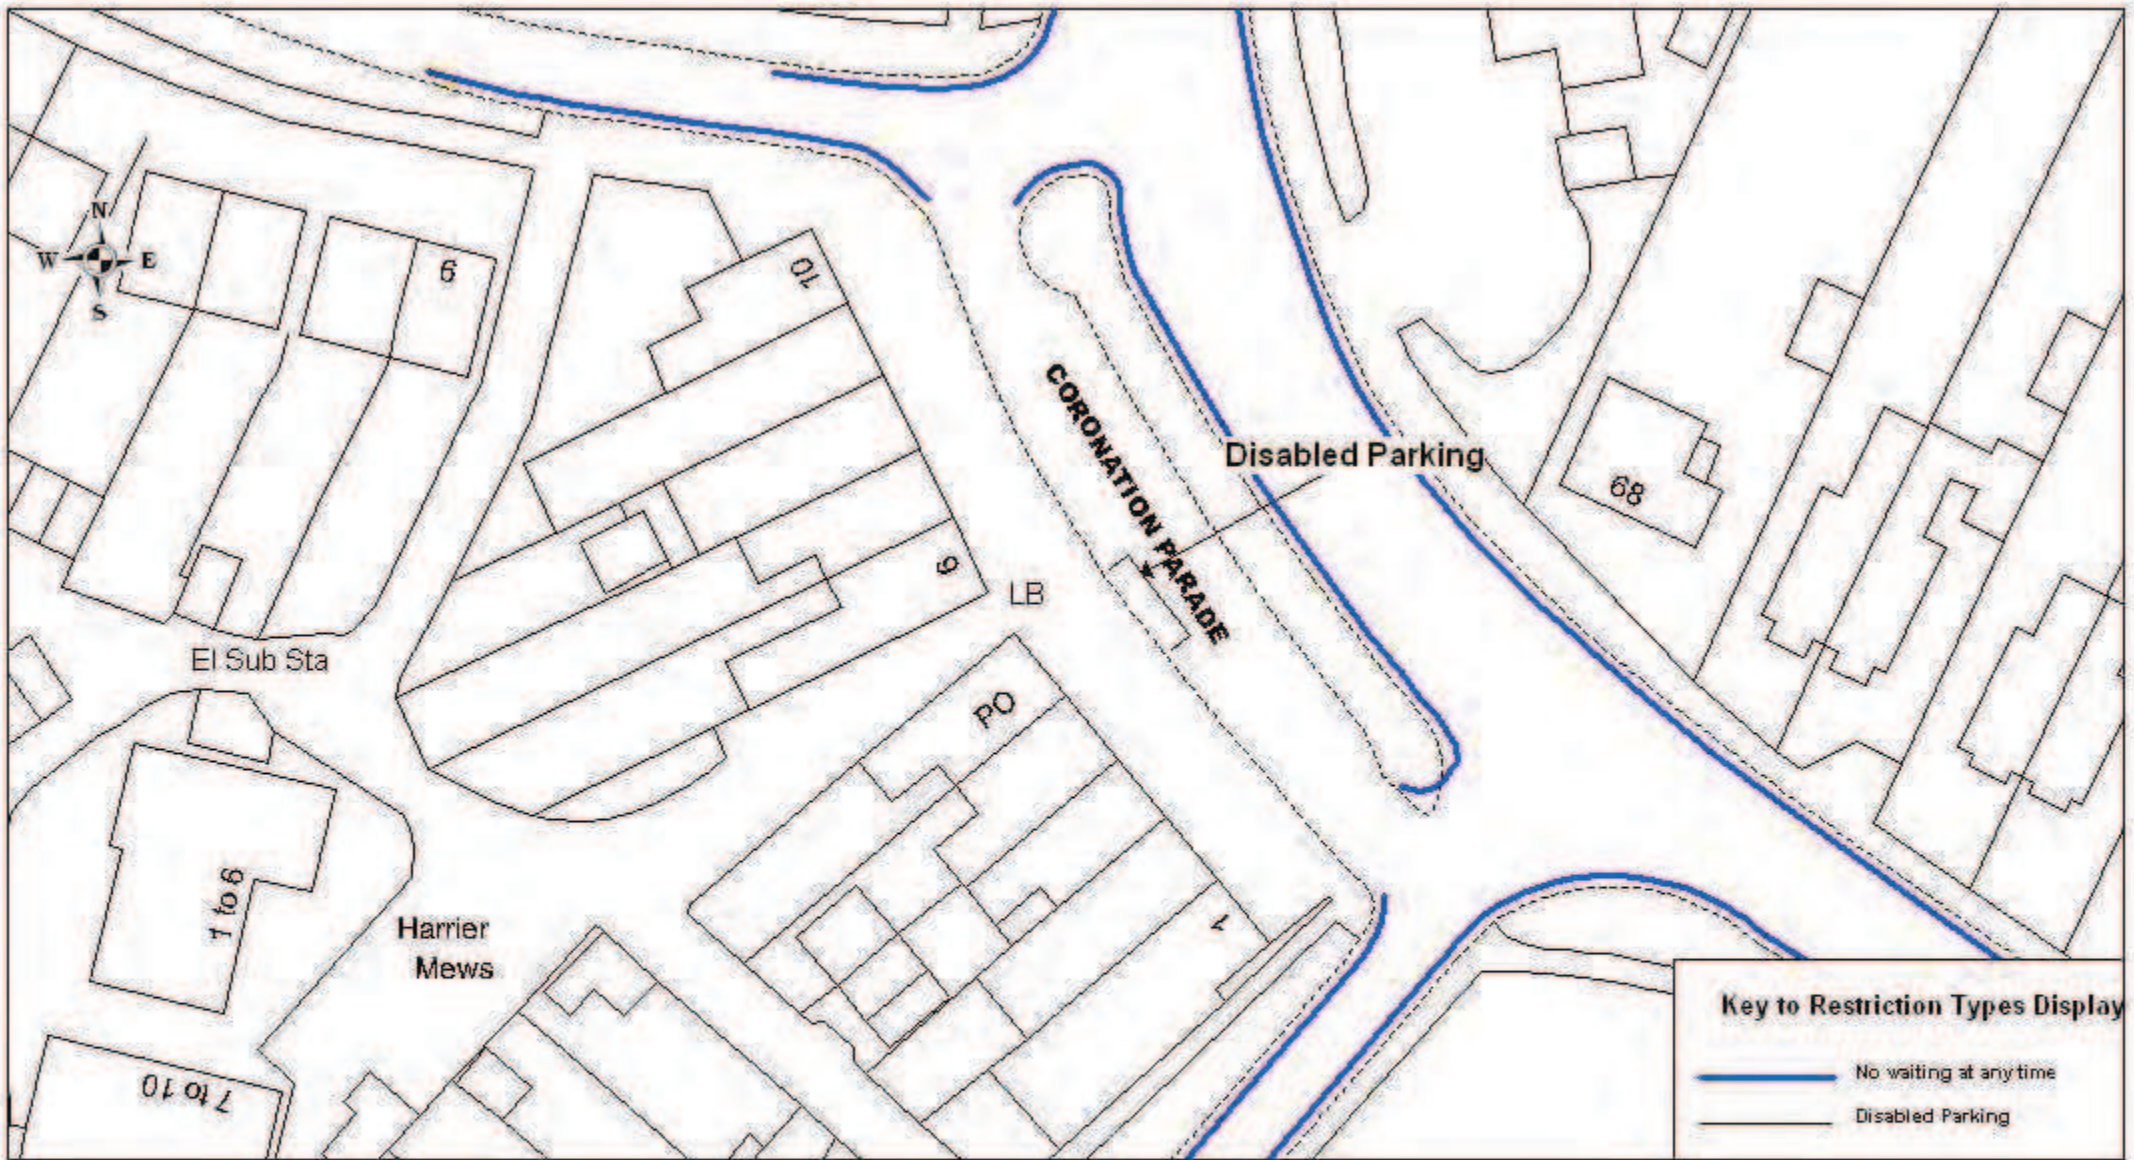 N
W E
S
9
10
CORONATION PARADE
Disabled Parking
68
6
LB
El Sub Sta
PO
1 to 6
1
Harrier
Mews
7 to 10
Key to Restriction Types Display
No waiting at any time
Disabled Parking